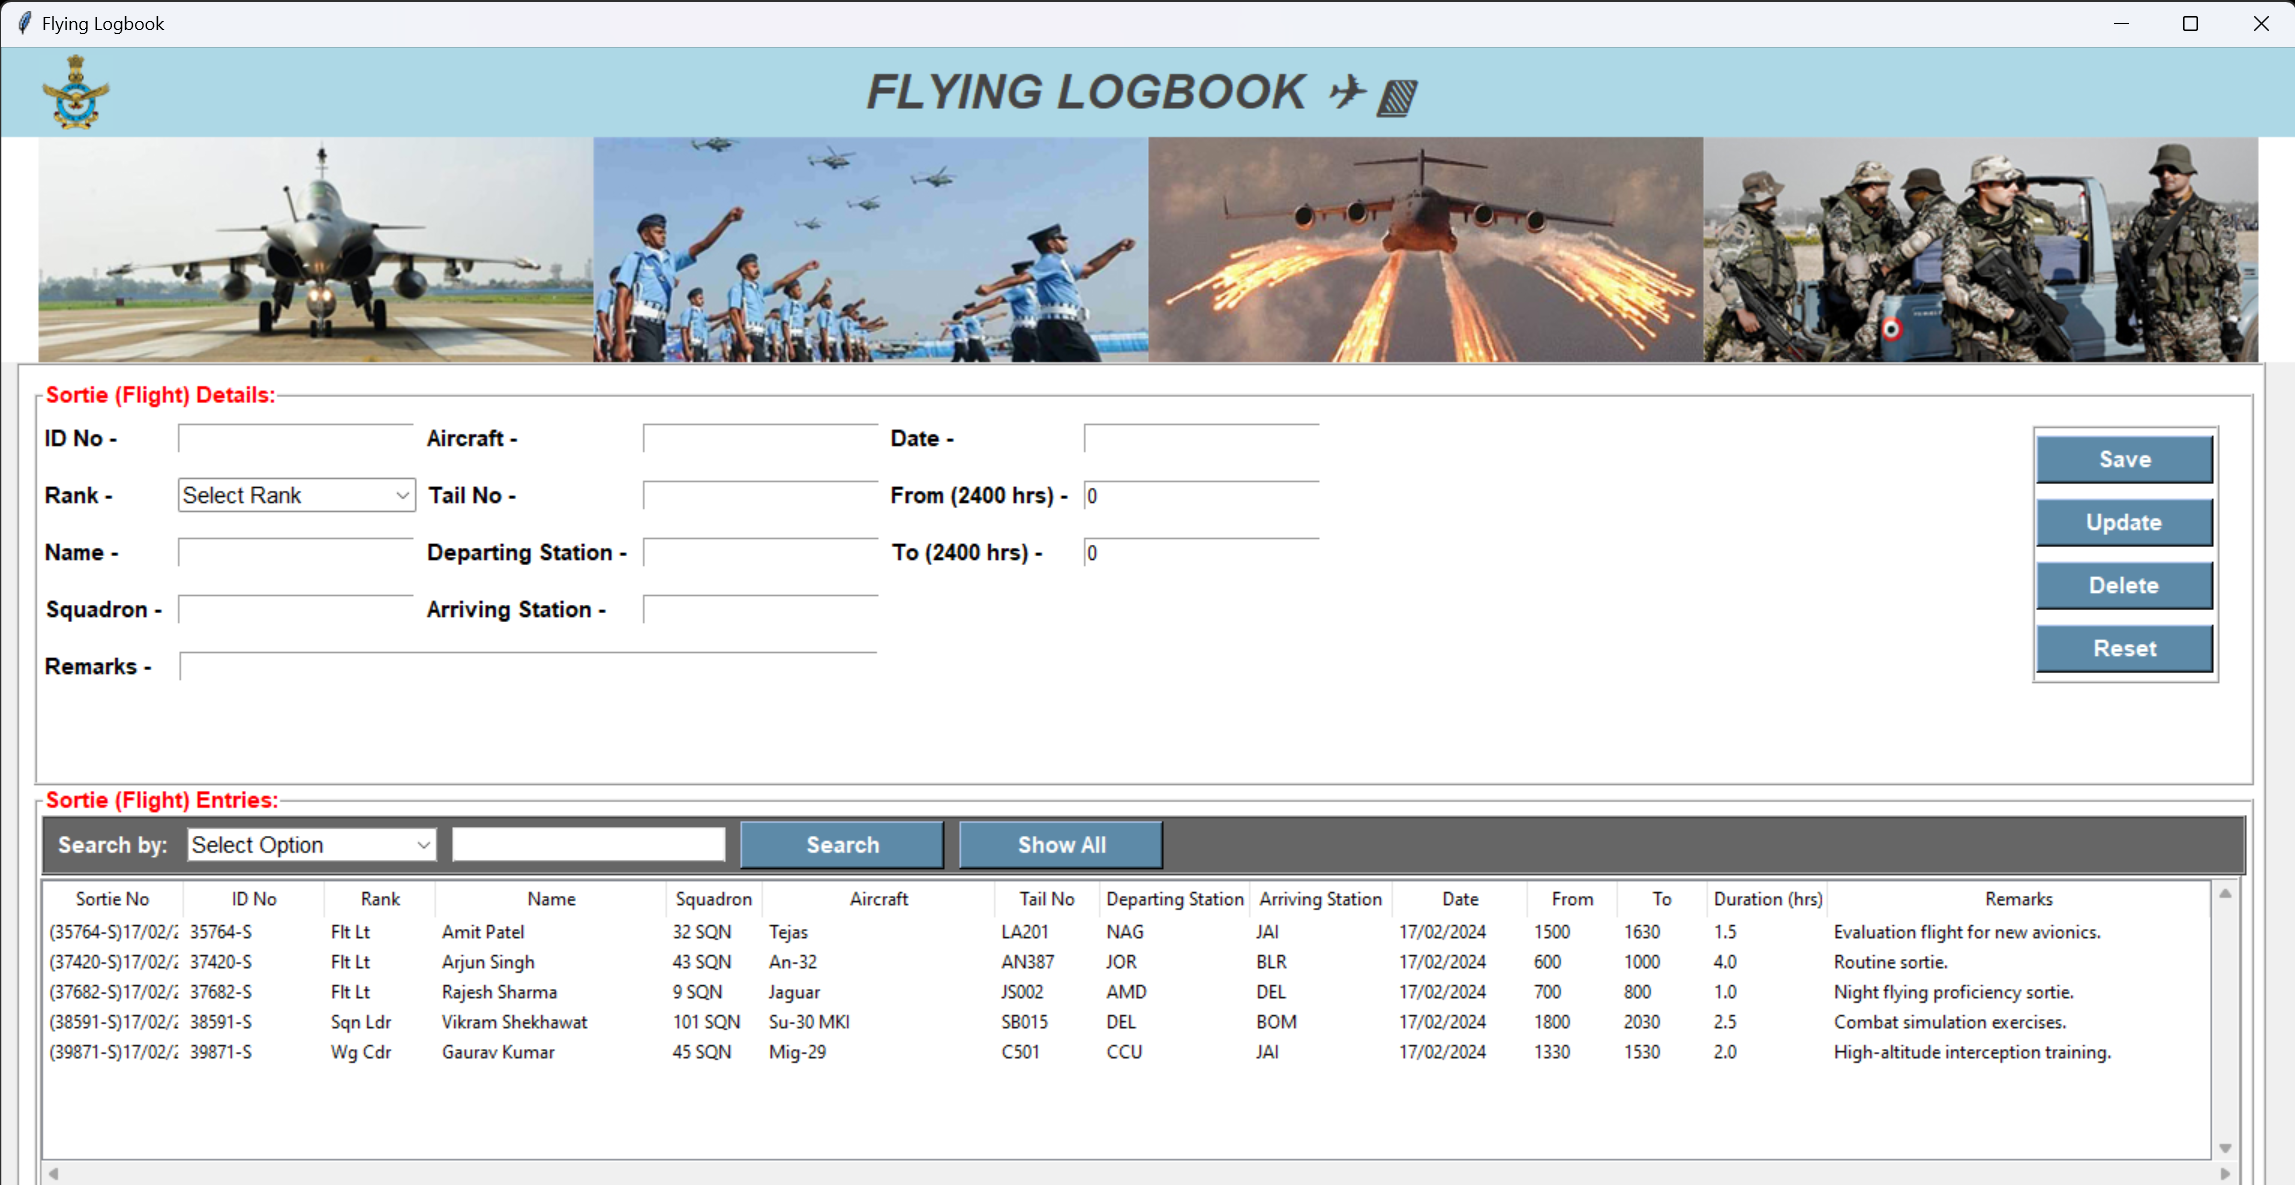 Flying Logbook
FLYING LOGBOOK ✈
Sortie (Flight) Details:
ID No - Aircraft - Date -
Rank - Select Rank Tail No - From (2400 hrs) - 0
Name - Departing Station - To (2400 hrs) - 0
Squadron - Arriving Station -
Remarks -
Save
Update
Delete
Reset
Sortie (Flight) Entries:
Search by: Select Option Search Show All
Sortie No ID No Rank Name Squadron Aircraft Tail No Departing Station Arriving Station Date From To Duration (hrs) Remarks
(35764-S)17/02/2 35764-S Flt Lt Amit Patel 32 SQN Tejas LA201 NAG JAI 17/02/2024 1500 1630 1.5 Evaluation flight for new avionics.
(37420-S)17/02/2 37420-S Flt Lt Arjun Singh 43 SQN An-32 AN387 JOR BLR 17/02/2024 600 1000 4.0 Routine sortie.
(37682-S)17/02/2 37682-S Flt Lt Rajesh Sharma 9 SQN Jaguar JS002 AMD DEL 17/02/2024 700 800 1.0 Night flying proficiency sortie.
(38591-S)17/02/2 38591-S Sqn Ldr Vikram Shekhawat 101 SQN Su-30 MKI SB015 DEL BOM 17/02/2024 1800 2030 2.5 Combat simulation exercises.
(39871-S)17/02/2 39871-S Wg Cdr Gaurav Kumar 45 SQN Mig-29 C501 CCU JAI 17/02/2024 1330 1530 2.0 High-altitude interception training.